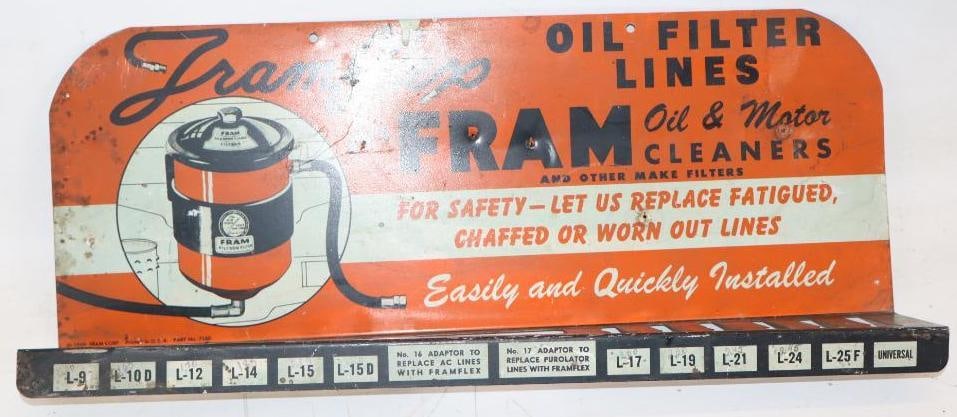 OIL FILTER
LINES
FRAM Oil & Motor
CLEANERS
AND OTHER MAKE FILTERS
FOR SAFETY—LET US REPLACE FATIGUED,
CHAFFED OR WORN OUT LINES
Easily and Quickly Installed
FRAM
FRAM
L-9
L-10 D
L-12
L-14
L-15
L-15 D
No. 16 ADAPTOR TO
REPLACE AC LINES
WITH FRAMFLEX
No. 17 ADAPTOR TO
REPLACE PUROLATOR
LINES WITH FRAMFLEX
L-17
L-19
L-21
L-24
L-25 F
UNIVERSAL